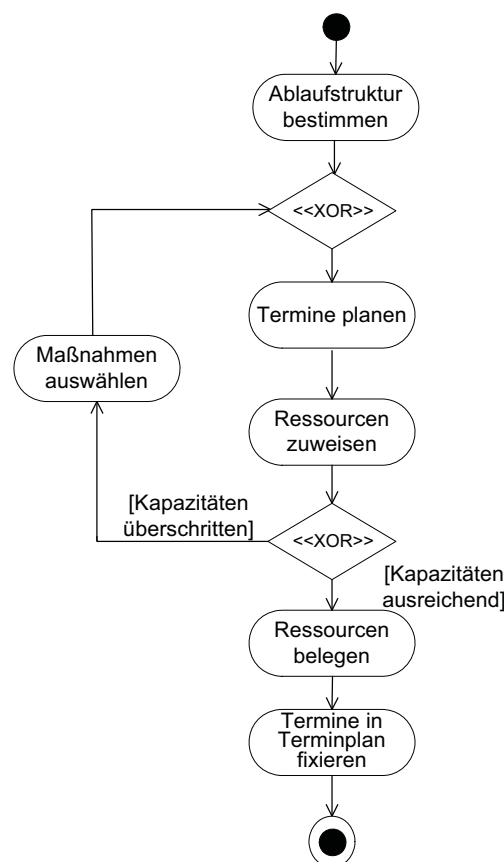 Ablaufstruktur
bestimmen
<<XOR>>
Termine planen
Maßnahmen
auswählen
Ressourcen
zuweisen
[Kapazitäten
überschritten]
<<XOR>>
[Kapazitäten
ausreichend]
Ressourcen
belegen
Termine in
Terminplan
fixieren